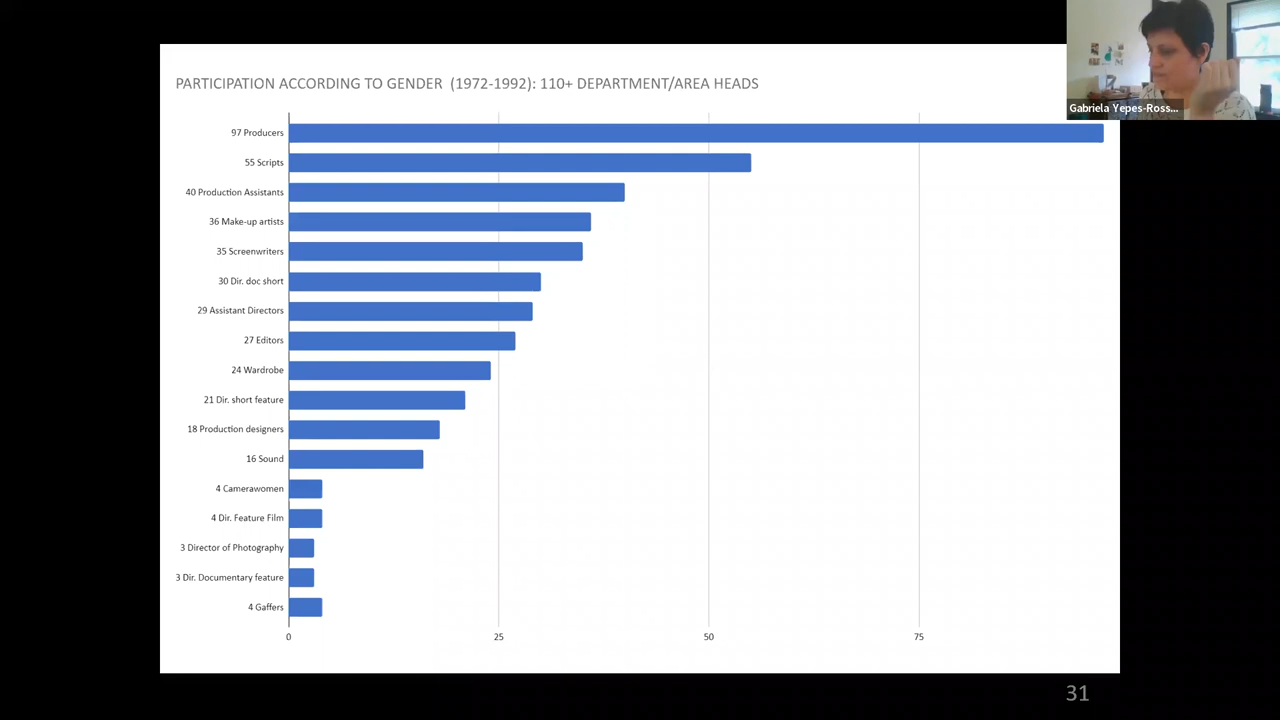 PARTICIPATION ACCORDING TO GENDER (1972-1992): 110+ DEPARTMENT/AREA HEADS
Gabriela Yepes-Ross...
97 Producers
55 Scripts
40 Production Assistants
36 Make-up artists
35 Screenwriters
30 Dir. doc short
29 Assistant Directors
27 Editors
24 Wardrobe
21 Dir. short feature
18 Production designers
16 Sound
4 Camerawomen
4 Dir. Feature Film
3 Director of Photography
3 Dir. Documentary feature
4 Gaffers
0 25 50 75
31